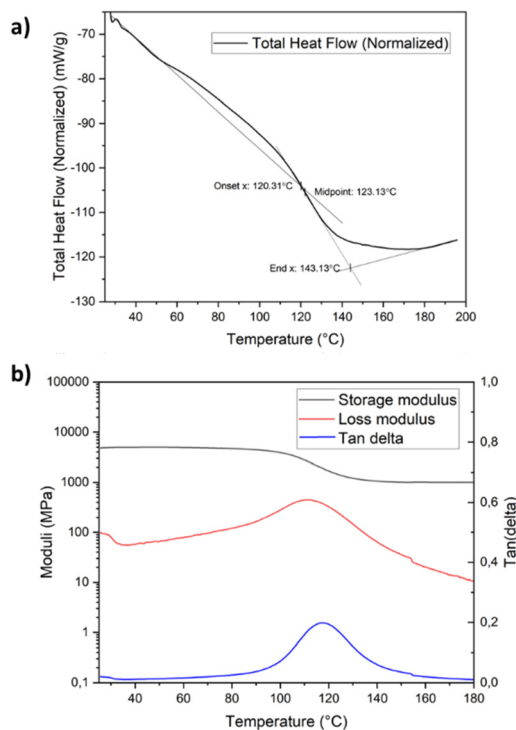 a)
Total Heat Flow (Normalized)
Total Heat Flow (Normalized) (mW/g)
-70
-80
-90
-100
-110
-120
-130
Onset x: 120.31°C
Midpoint: 123.13°C
End x: 143.13°C
40 60 80 100 120 140 160 180 200
Temperature (°C)
b)
Storage modulus
Loss modulus
Tan delta
Moduli (MPa)
100000
10000
1000
100
10
1
0,1
1,0
0,8
0,6
0,4
0,2
0,0
Tan(delta)
40 60 80 100 120 140 160 180
Temperature (°C)